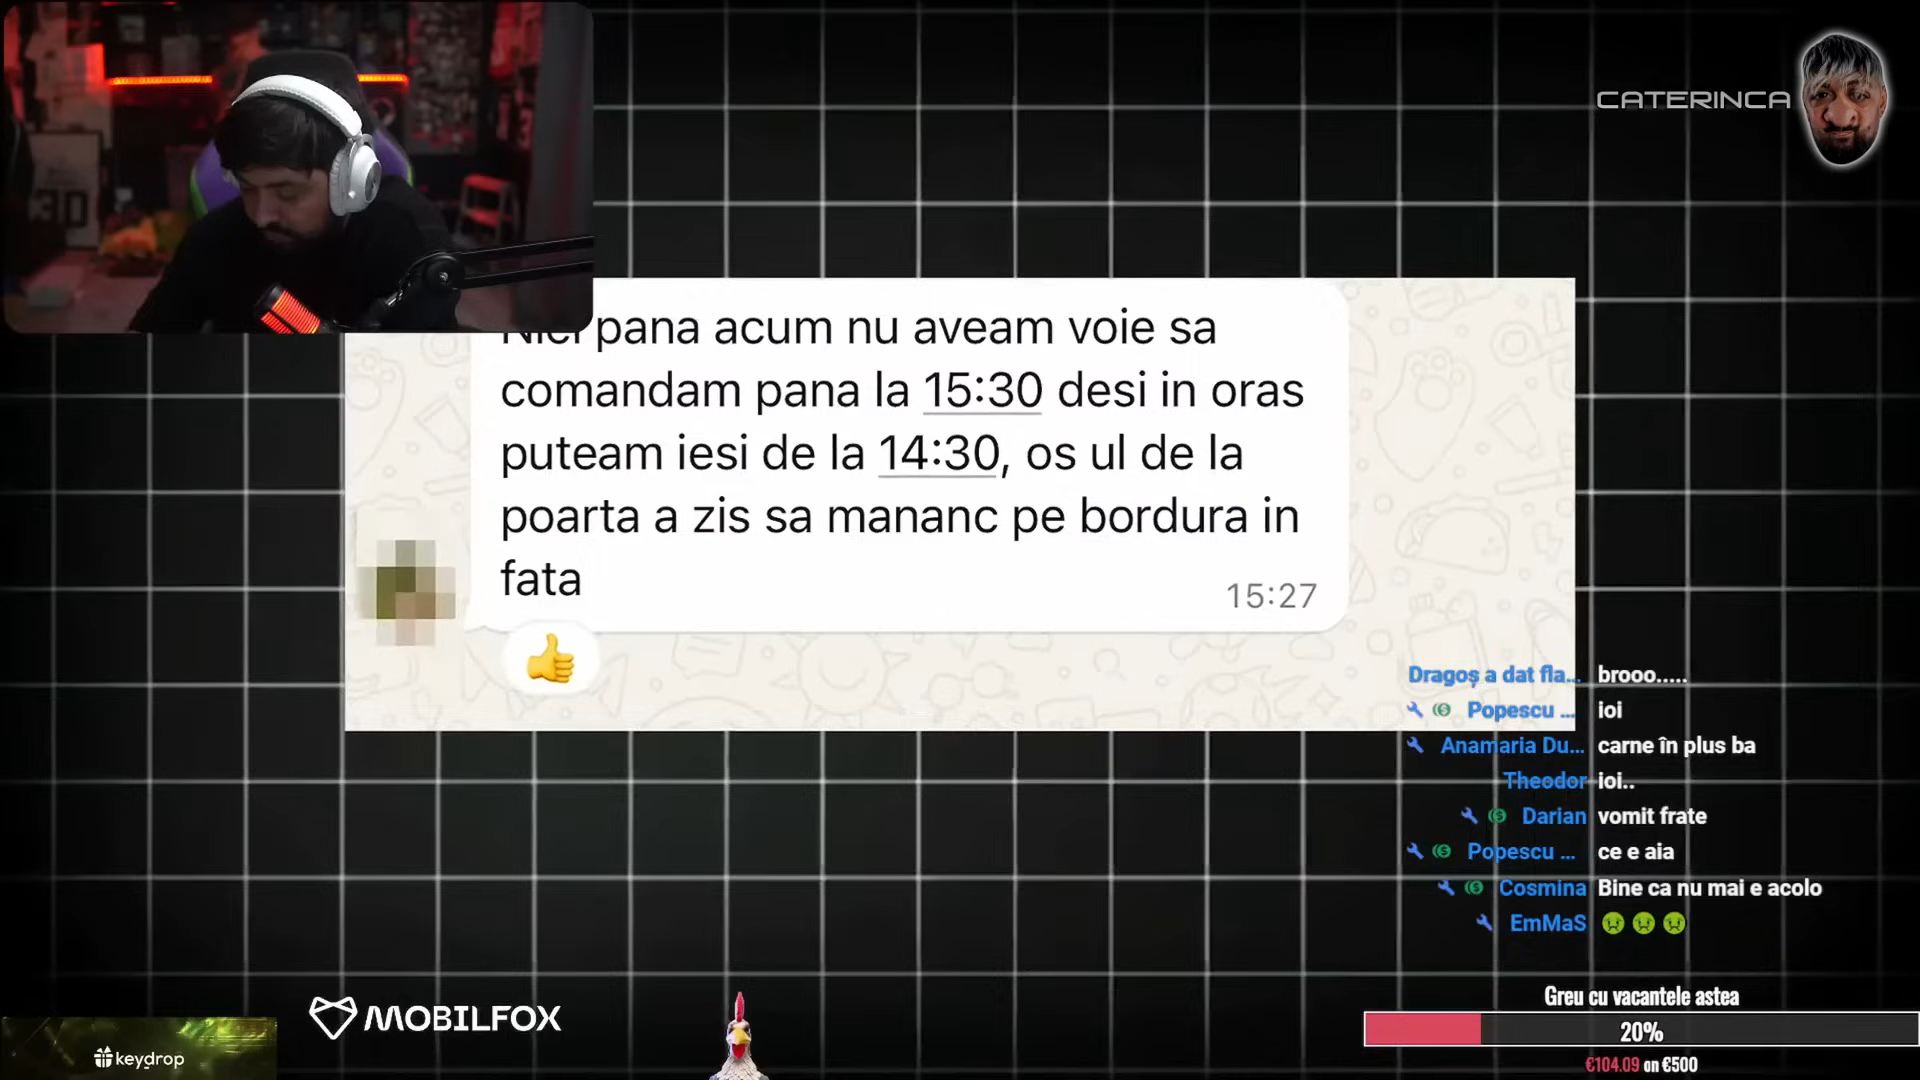 CATERINCA
Nici pana acum nu aveam voie sa
comandam pana la 15:30 desi in oras
puteam iesi de la 14:30, os ul de la
poarta a zis sa mananc pe bordura in
fata
15:27
Dragoș a dat fla... brooo.....
Popescu ... ioi
Anamaria Du... carne în plus ba
Theodor ioi..
Darian vomit frate
Popescu ... ce e aia
Cosmina Bine ca nu mai e acolo
EmMaS 🤢 🤢 🤢
Greu cu vacantele astea
20%
€104.09 on €500
MOBILFOX
keydrop